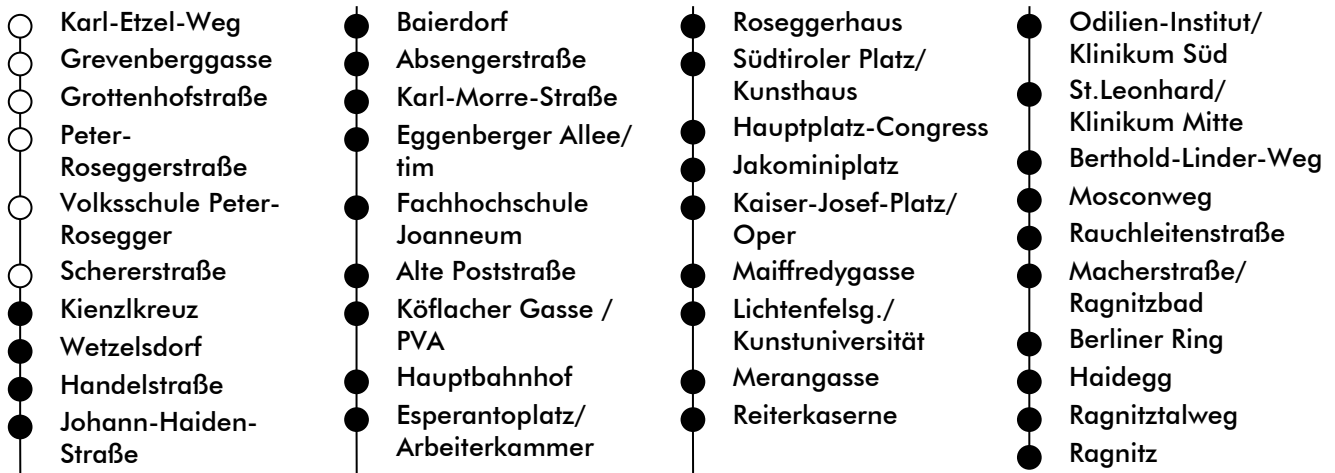 Karl-Etzel-Weg
Grevenberggasse
Grottenhofstraße
Peter-
Roseggerstraße
Volksschule Peter-
Rosegger
Schererstraße
Kienzlkreuz
Wetzelsdorf
Handelstraße
Johann-Haiden-
Straße
Baierdorf
Absengerstraße
Karl-Morre-Straße
Eggenberger Allee/
tim
Fachhochschule
Joanneum
Alte Poststraße
Köflacher Gasse /
PVA
Hauptbahnhof
Esperantoplatz/
Arbeiterkammer
Roseggerhaus
Südtiroler Platz/
Kunsthaus
Hauptplatz-Congress
Jakominiplatz
Kaiser-Josef-Platz/
Oper
Maiffredygasse
Lichtenfelsg./
Kunstuniversität
Merangasse
Reiterkaserne
Odilien-Institut/
Klinikum Süd
St.Leonhard/
Klinikum Mitte
Berthold-Linder-Weg
Mosconweg
Rauchleitenstraße
Macherstraße/
Ragnitzbad
Berliner Ring
Haidegg
Ragnitztalweg
Ragnitz